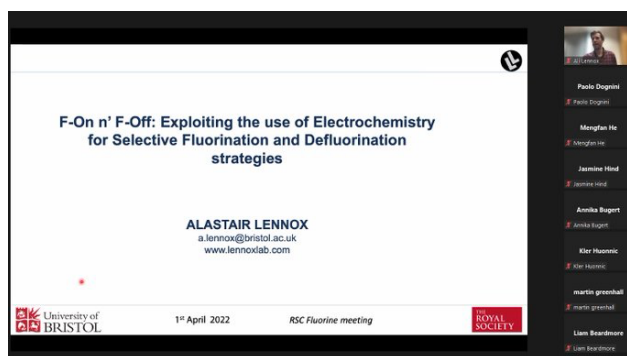 F-On n' F-Off: Exploiting the use of Electrochemistry
for Selective Fluorination and Defluorination
strategies
ALASTAIR LENNOX
a.lennox@bristol.ac.uk
www.lennoxlab.com
University of
BRISTOL
1st April 2022
RSC Fluorine meeting
THE
ROYAL
SOCIETY
Ali Lennox
Paolo Dognini
Paolo Dognini
Mengfan He
Mengfan He
Jasmine Hind
Jasmine Hind
Annika Bugert
Annika Bugert
Kler Huonnic
Kler Huonnic
martin greenhall
martin greenhall
Liam Beardmore
Liam Beardmore